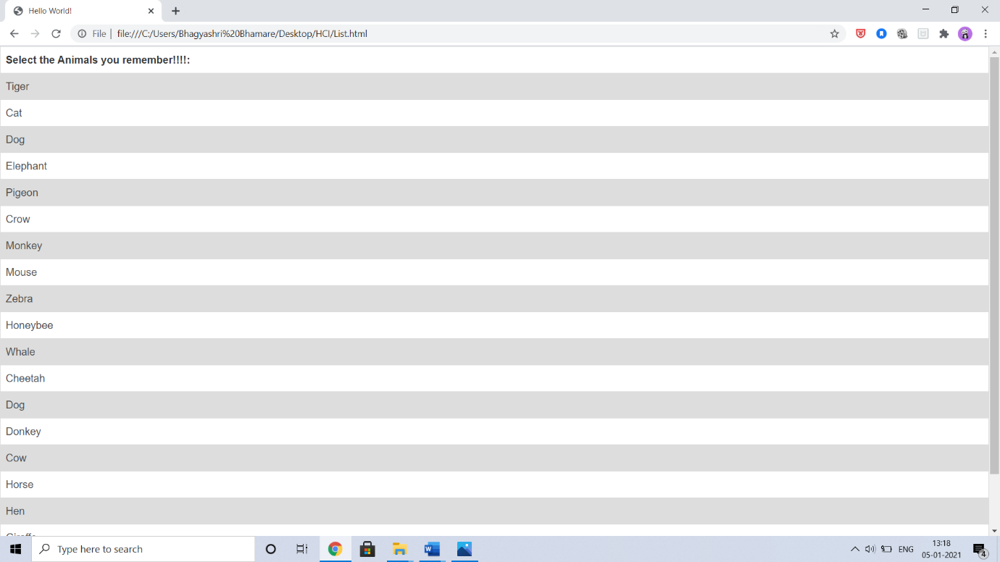 Hello World!
File | file:///C:/Users/Bhagyashri%20Bhamare/Desktop/HCI/List.html
Select the Animals you remember!!!!:
Tiger
Cat
Dog
Elephant
Pigeon
Crow
Monkey
Mouse
Zebra
Honeybee
Whale
Cheetah
Dog
Donkey
Cow
Horse
Hen
Type here to search
ENG
13:18
05-01-2021
4